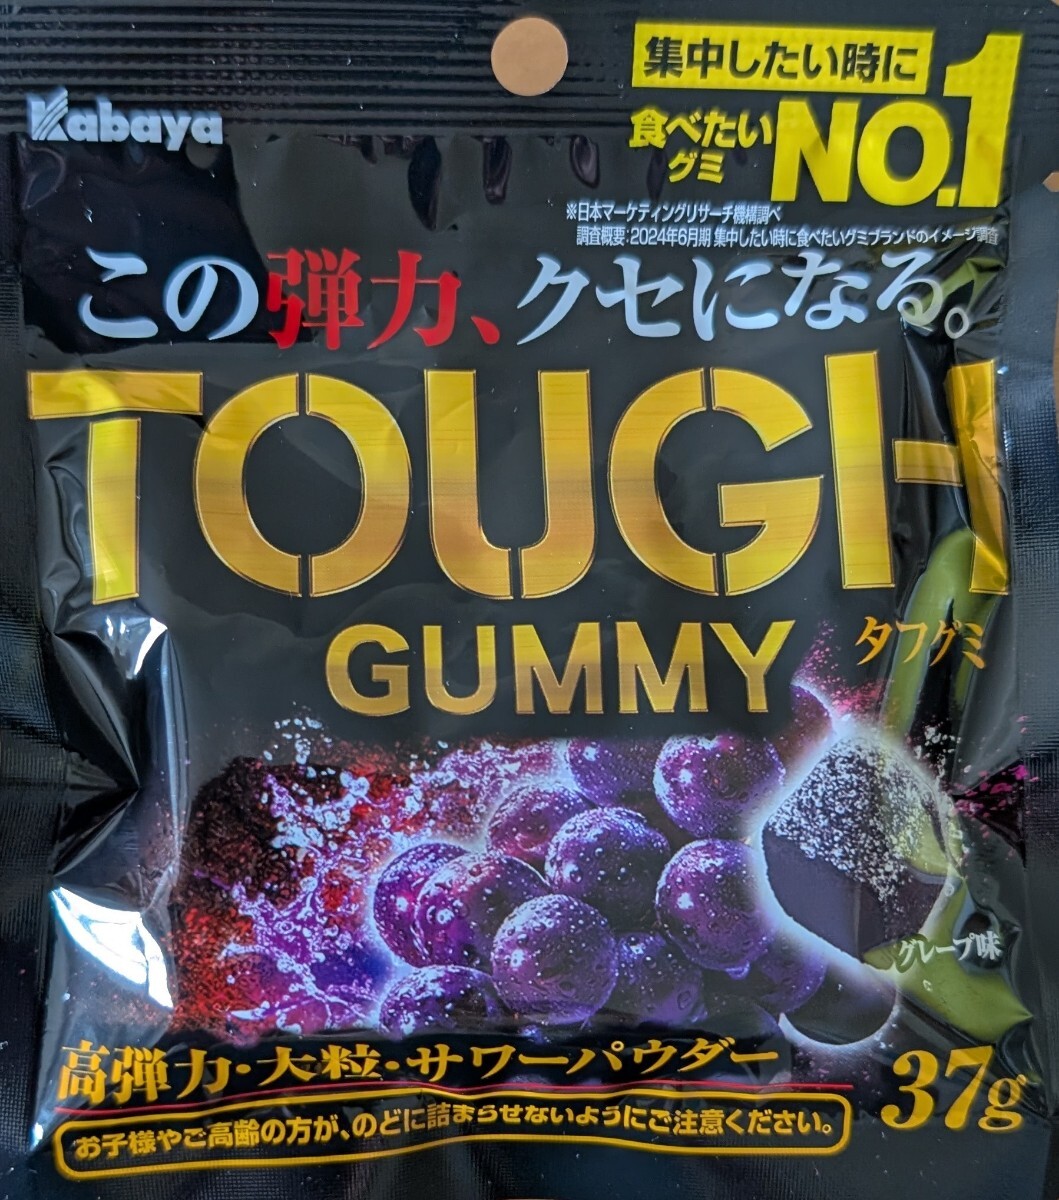 Kabaya
集中したい時に
食べたい
グミ
NO.1
※日本マーケティングリサーチ機構調べ
調査概要:2024年6月期 集中したい時に食べたいグミブランドのイメージ調査
この弾力、クセになる。
TOUGH
GUMMY
タフグミ
グレープ味
高弾力・大粒・サワーパウダー
37g
お子様やご高齢の方が、のどに詰まらせないようにご注意ください。